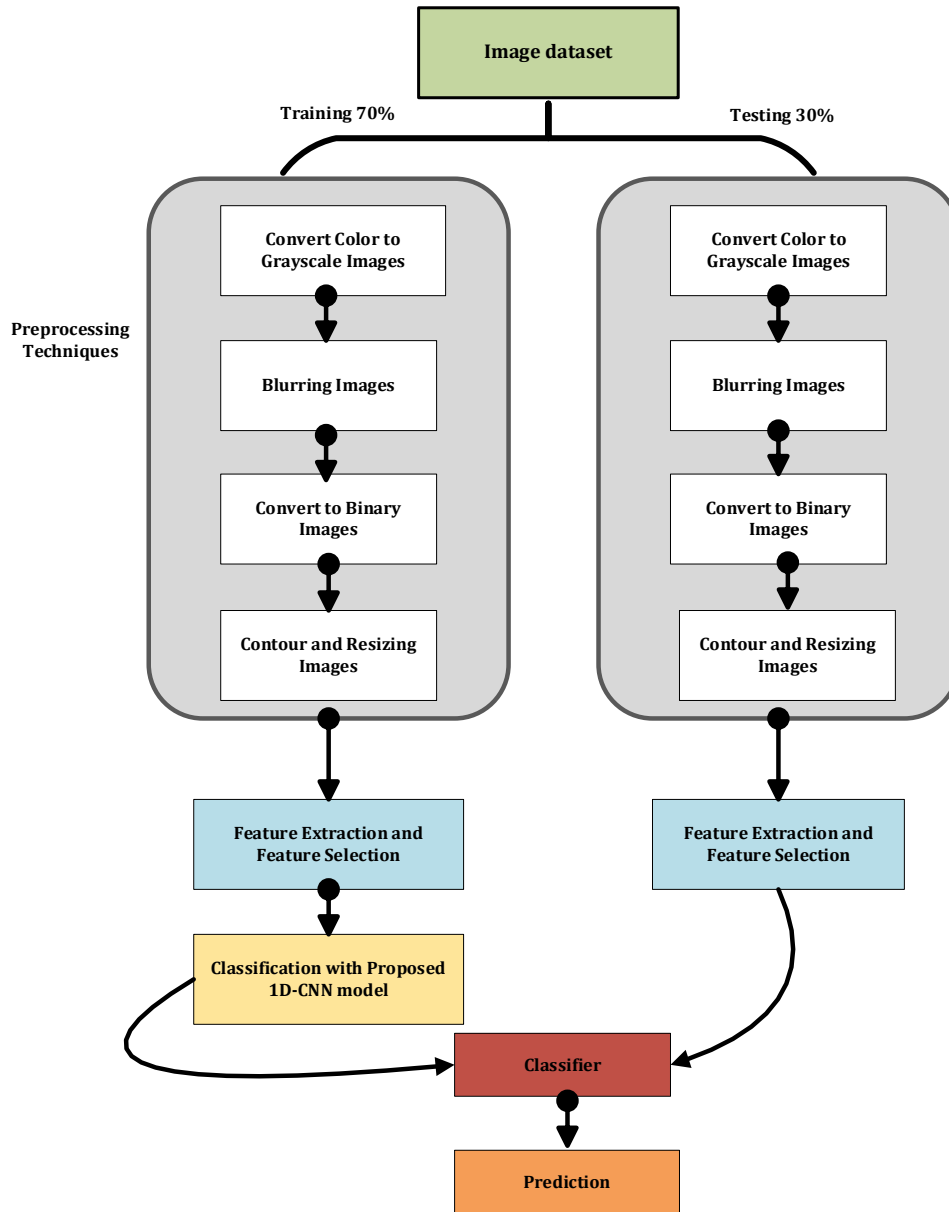 Image dataset
Training 70%
Testing 30%
Preprocessing
Techniques
Convert Color to
Grayscale Images
Blurring Images
Convert to Binary
Images
Contour and Resizing
Images
Convert Color to
Grayscale Images
Blurring Images
Convert to Binary
Images
Contour and Resizing
Images
Feature Extraction and
Feature Selection
Feature Extraction and
Feature Selection
Classification with Proposed
1D-CNN model
Classifier
Prediction